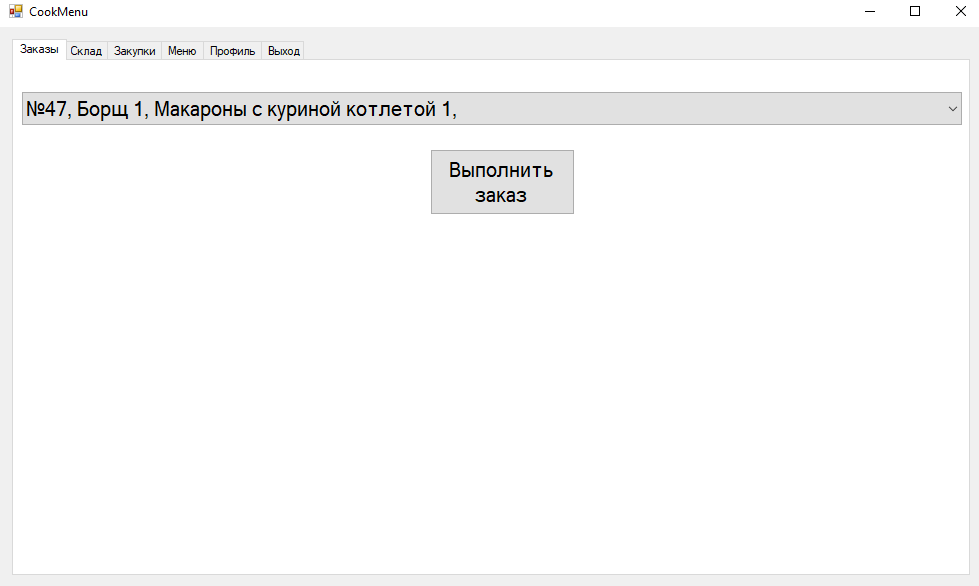 CookMenu
Заказы Склад Закупки Меню Профиль Выход
№47, Борщ 1, Макароны с куриной котлетой 1,
Выполнить
заказ